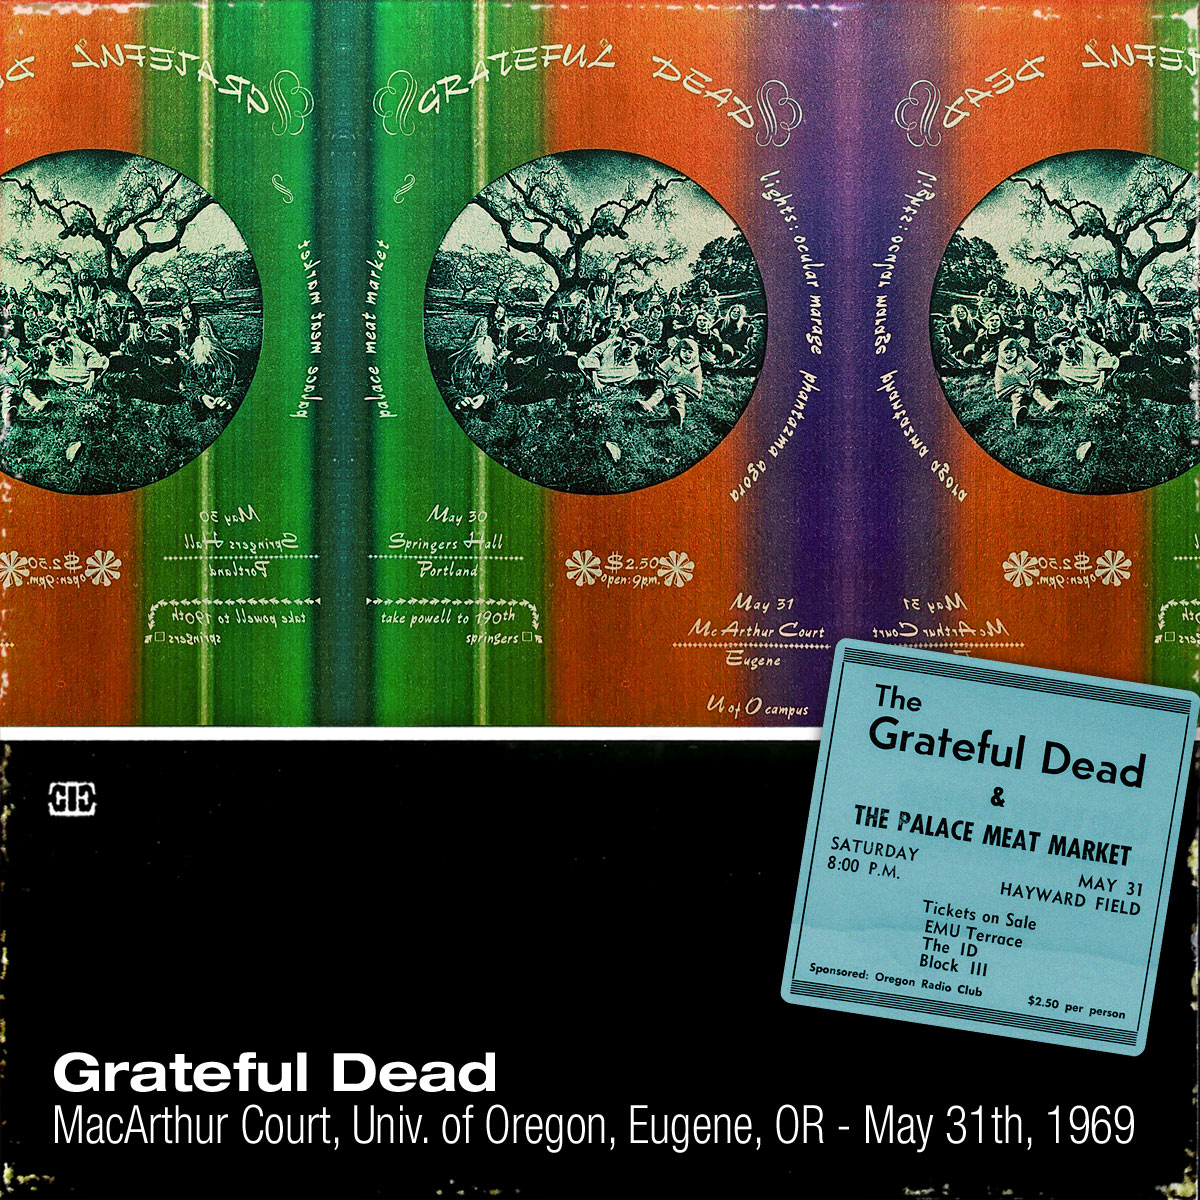 GRATEFUL DEAD
lights: ocular marage phantazma agora
palace meat market
May 30
Springers Hall
Portland
take powell to 190th
springers
$2.50
open: 9pm.
May 31
McArthur Court
Eugene
U of O campus
The
Grateful Dead
&
THE PALACE MEAT MARKET
SATURDAY
8:00 P.M.
MAY 31
HAYWARD FIELD
Tickets on Sale
EMU Terrace
The ID
Block III
Sponsored: Oregon Radio Club
$2.50 per person
Grateful Dead
MacArthur Court, Univ. of Oregon, Eugene, OR - May 31th, 1969